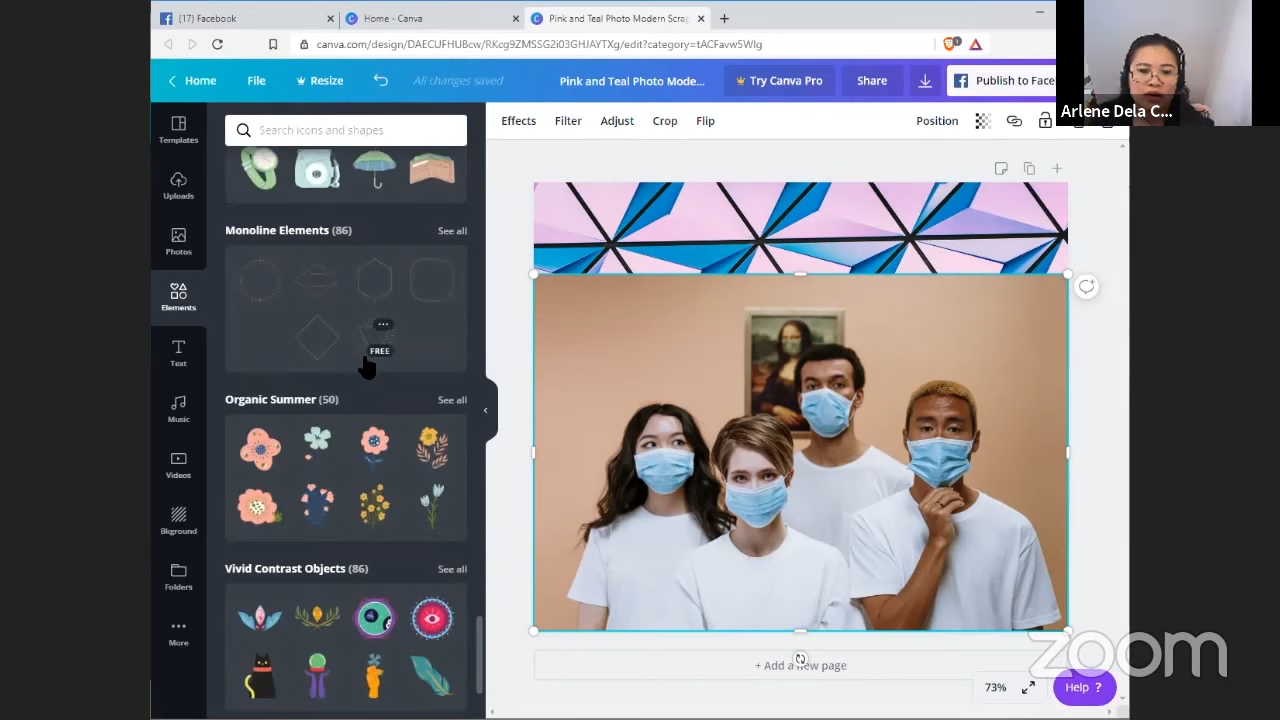 (17) Facebook
Home - Canva
Pink and Teal Photo Modern Scrap
canva.com/design/DAECUFHUBcw/RKcg9ZMSSG2i03GHJAYTXg/edit?category=tACFavw5WIg
Home
File
Resize
All changes saved
Pink and Teal Photo Mode...
Try Canva Pro
Share
Publish to Face
Arlene Dela C...
Templates
Uploads
Photos
Elements
Text
Music
Videos
Bkground
Folders
More
Search icons and shapes
Monoline Elements (86)
See all
FREE
Organic Summer (50)
See all
Vivid Contrast Objects (86)
See all
Effects
Filter
Adjust
Crop
Flip
Position
+ Add a new page
73%
Help ?
zoom